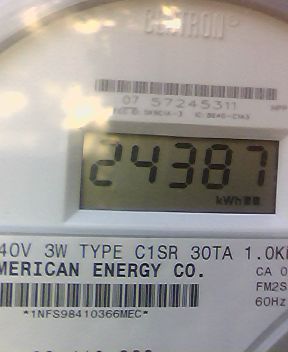 CENTRON®
07 57245311
24387
kWh
40V 3W TYPE C1SR 30TA 1.0K
MERICAN ENERGY CO.
CA 0
FM2S
60Hz
*1NFS98410366MEC*